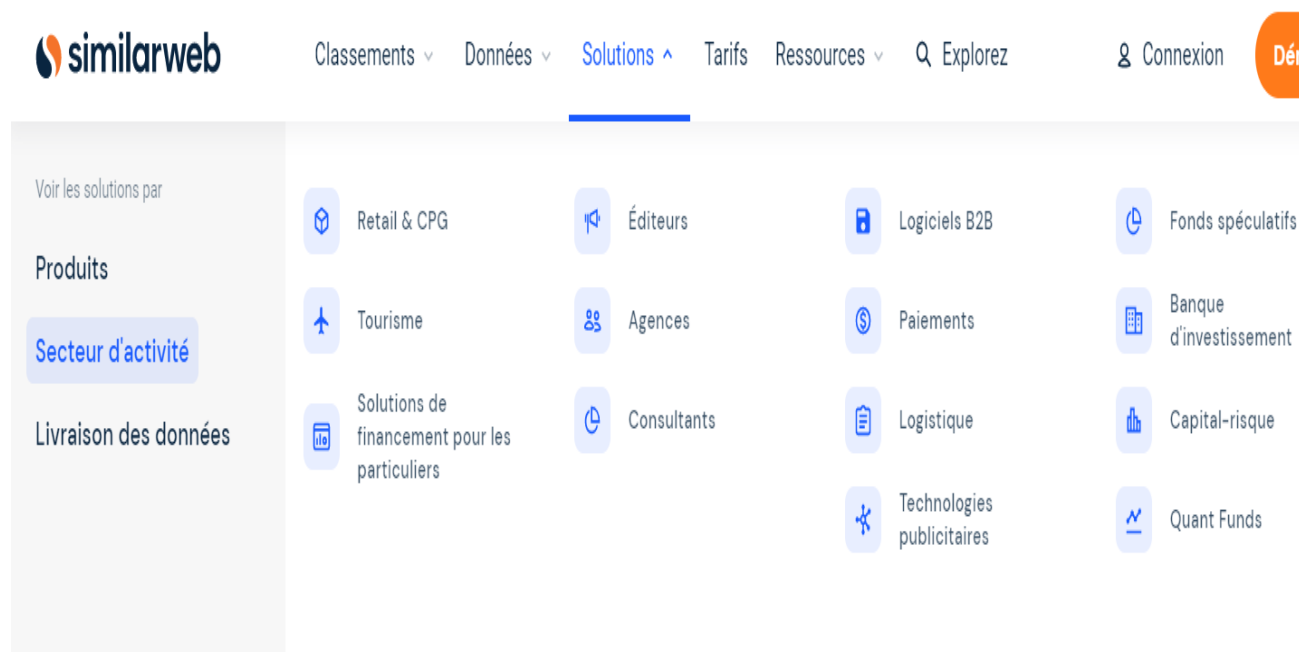 similarweb
Classements
Données
Solutions
Tarifs
Ressources
Explorez
Connexion
Voir les solutions par
Produits
Secteur d'activité
Livraison des données
Retail & CPG
Tourisme
Solutions de
financement pour les
particuliers
Éditeurs
Agences
Consultants
Logiciels B2B
Paiements
Logistique
Technologies
publicitaires
Fonds spéculatifs
Banque
d'investissement
Capital-risque
Quant Funds